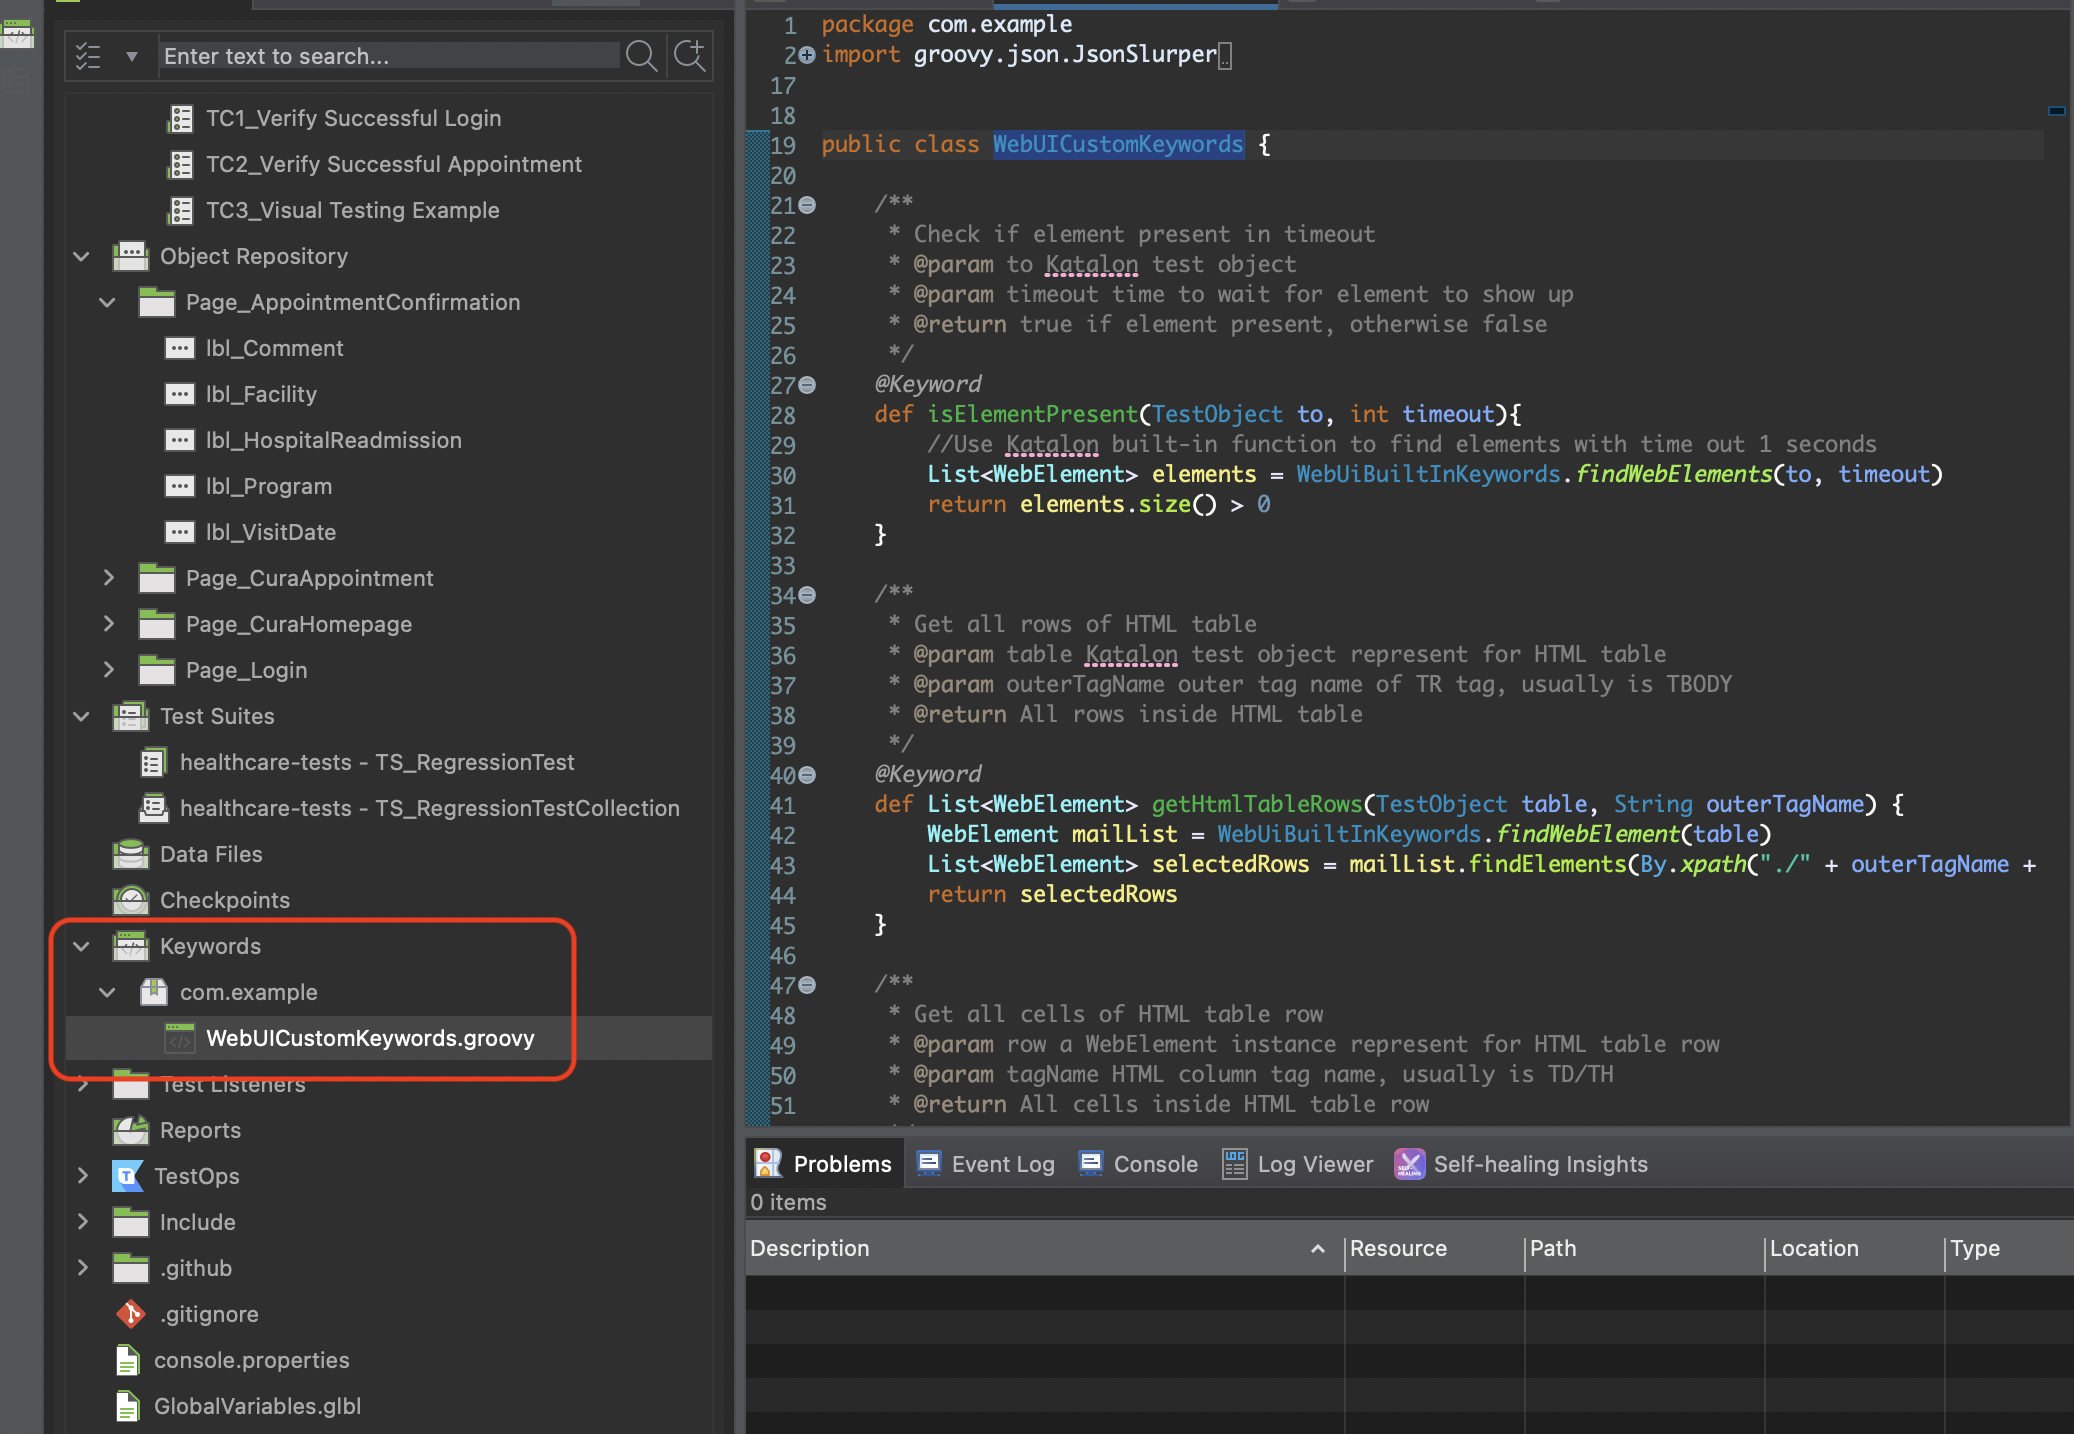 Enter text to search...
TC1_Verify Successful Login
TC2_Verify Successful Appointment
TC3_Visual Testing Example
Object Repository
Page_AppointmentConfirmation
lbl_Comment
lbl_Facility
lbl_HospitalReadmission
lbl_Program
lbl_VisitDate
Page_CuraAppointment
Page_CuraHomepage
Page_Login
Test Suites
healthcare-tests - TS_RegressionTest
healthcare-tests - TS_RegressionTestCollection
Data Files
Checkpoints
Keywords
com.example
WebUICustomKeywords.groovy
Test Listeners
Reports
TestOps
Include
.github
.gitignore
console.properties
GlobalVariables.glbl
1 package com.example
2 import groovy.json.JsonSlurper
17
18
19 public class WebUICustomKeywords {
20
21 /**
22 * Check if element present in timeout
23 * @param to Katalon test object
24 * @param timeout time to wait for element to show up
25 * @return true if element present, otherwise false
26 */
27 @Keyword
28 def isElementPresent(TestObject to, int timeout){
29 //Use Katalon built-in function to find elements with time out 1 seconds
30 List<WebElement> elements = WebUiBuiltInKeywords.findWebElements(to, timeout)
31 return elements.size() > 0
32 }
33
34 /**
35 * Get all rows of HTML table
36 * @param table Katalon test object represent for HTML table
37 * @param outerTagName outer tag name of TR tag, usually is TBODY
38 * @return All rows inside HTML table
39 */
40 @Keyword
41 def List<WebElement> getHtmlTableRows(TestObject table, String outerTagName) {
42 WebElement mailList = WebUiBuiltInKeywords.findWebElement(table)
43 List<WebElement> selectedRows = mailList.findElements(By.xpath("./" + outerTagName +
44 return selectedRows
45 }
46
47 /**
48 * Get all cells of HTML table row
49 * @param row a WebElement instance represent for HTML table row
50 * @param tagName HTML column tag name, usually is TD/TH
51 * @return All cells inside HTML table row
Problems Event Log Console Log Viewer Self-healing Insights
0 items
Description Resource Path Location Type